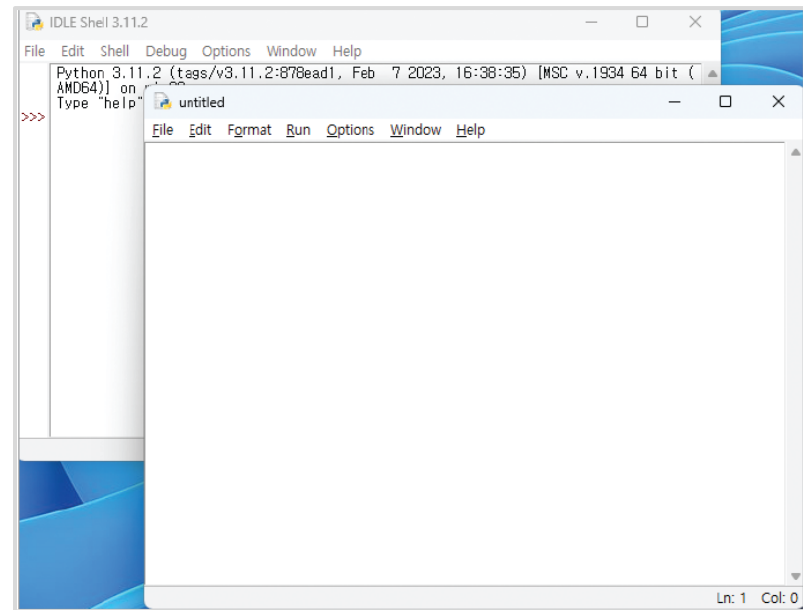 IDLE Shell 3.11.2
File Edit Shell Debug Options Window Help
Python 3.11.2 (tags/v3.11.2:878ead1, Feb 7 2023, 16:38:35) [MSC v.1934 64 bit (
AMD64)] on
Type "help"
>>>
untitled
File Edit Format Run Options Window Help
Ln: 1 Col: 0